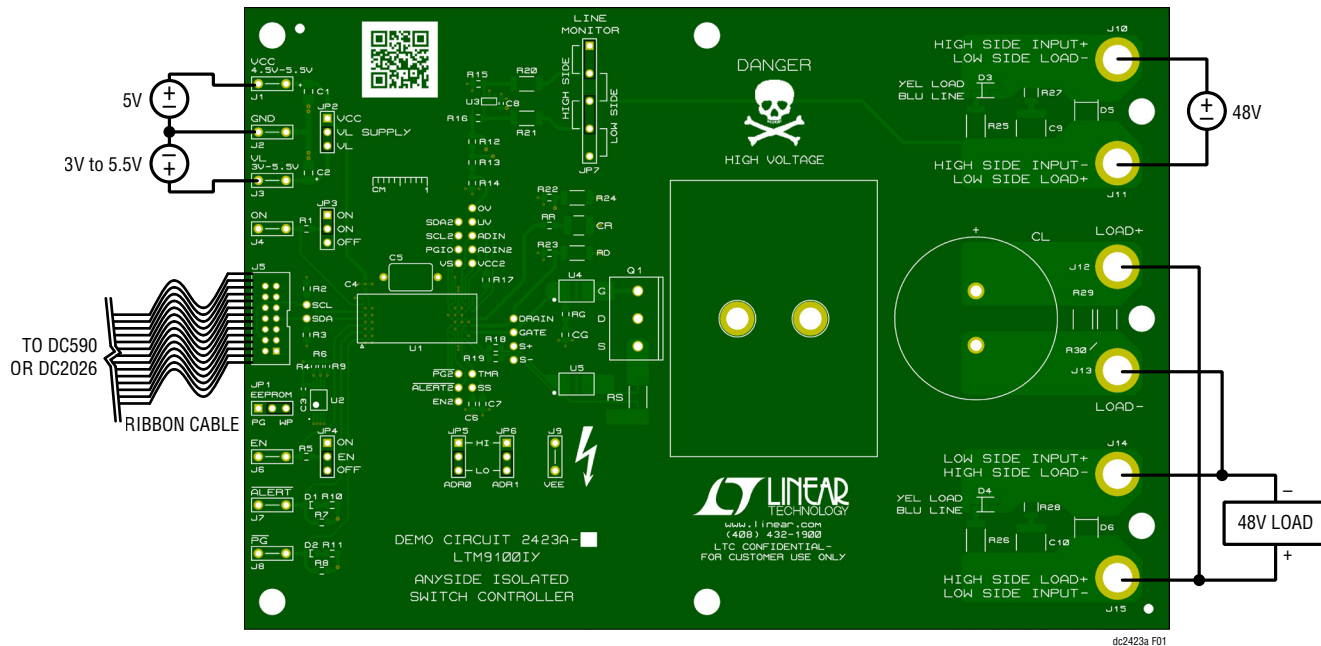 LINE
MONITOR
HIGH SIDE
LOW SIDE
JP7
VCC
4.5V-5.5V
J1
C1
5V
GND
J2
JP2
VCC
VL SUPPLY
VL
3V to 5.5V
VL
3V-5.5V
J3
C2
CM 1
ON
J4
R1
JP3
ON
ON
OFF
R15
R20
U3
C8
R16
R21
R12
R13
R14
OV
SDA2
UV
SCL2
ADIN
PGIO
ADIN2
VS
VCC2
R17
R22
R24
RR
CR
R23
RD
J5
R2
SCL
SDA
R3
R6
R4
R9
C4
C5
U1
TO DC590
OR DC2026
RIBBON CABLE
JP1
EEPROM
PG WP
C3
U2
DRAIN
GATE
S+
S-
R18
R19
U4
RG
CG
U5
Q1
G
D
S
RS
PG2
TMR
ALERT2
SS
EN2
C7
C6
EN
J6
R5
JP4
ON
EN
OFF
JP5
JP6
HI
LO
ADR0
ADR1
J9
VEE
ALERT
J7
D1
R10
R7
PG
J8
D2
R11
R8
DEMO CIRCUIT 2423A-
LTM9100IY
ANYSIDE ISOLATED
SWITCH CONTROLLER
DANGER
HIGH VOLTAGE
LINEAR
TECHNOLOGY
www.linear.com
(408) 432-1900
LTC CONFIDENTIAL-
FOR CUSTOMER USE ONLY
J10
HIGH SIDE INPUT+
LOW SIDE LOAD-
YEL LOAD
BLU LINE
D3
R27
R25
C9
D5
48V
HIGH SIDE INPUT-
LOW SIDE LOAD+
J11
+
CL
LOAD+
J12
R29
R30
J13
LOAD-
J14
LOW SIDE INPUT+
HIGH SIDE LOAD-
YEL LOAD
BLU LINE
D4
R28
R26
C10
D6
−
48V LOAD
+
HIGH SIDE LOAD+
LOW SIDE INPUT-
J15
dc2423a F01